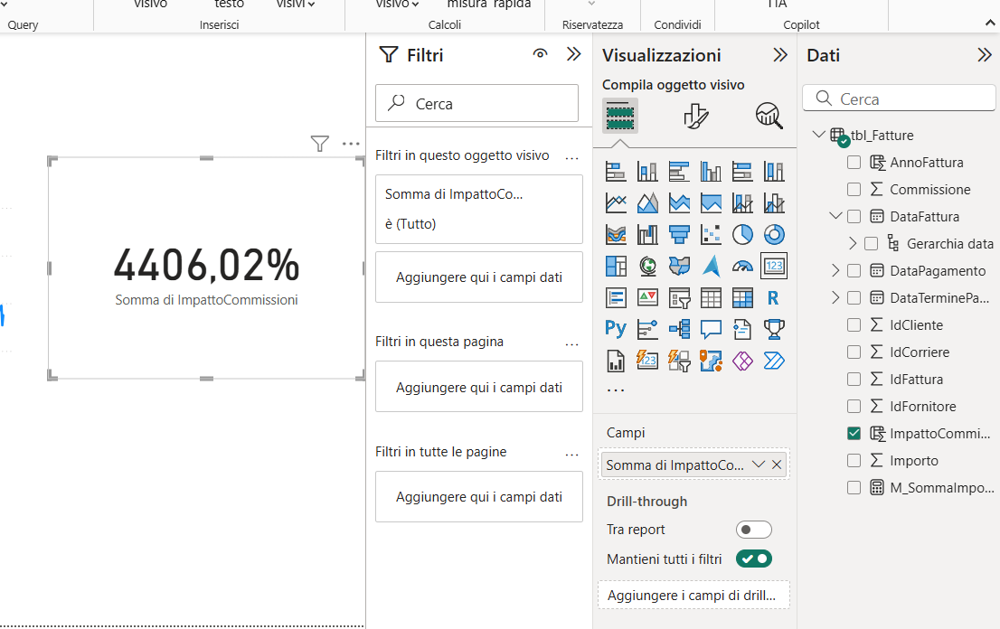 visivo
testo
visivi
visivo
misura rapida
Query
Inserisci
Calcoli
Riservatezza
Condividi
Copilot
4406,02%
Somma di ImpattoCommissioni
Filtri
Cerca
Filtri in questo oggetto visivo ...
Somma di ImpattoCo...
è (Tutto)
Aggiungere qui i campi dati
Filtri in questa pagina ...
Aggiungere qui i campi dati
Filtri in tutte le pagine ...
Aggiungere qui i campi dati
Visualizzazioni
Compila oggetto visivo
123
R
Py
123
...
Campi
Somma di ImpattoCo...
Drill-through
Tra report
Mantieni tutti i filtri
Aggiungere i campi di drill...
Dati
Cerca
tbl_Fatture
AnnoFattura
Commissione
DataFattura
Gerarchia data
DataPagamento
DataTerminePa...
IdCliente
IdCorriere
IdFattura
IdFornitore
ImpattoCommi...
Importo
M_SommaImpo...